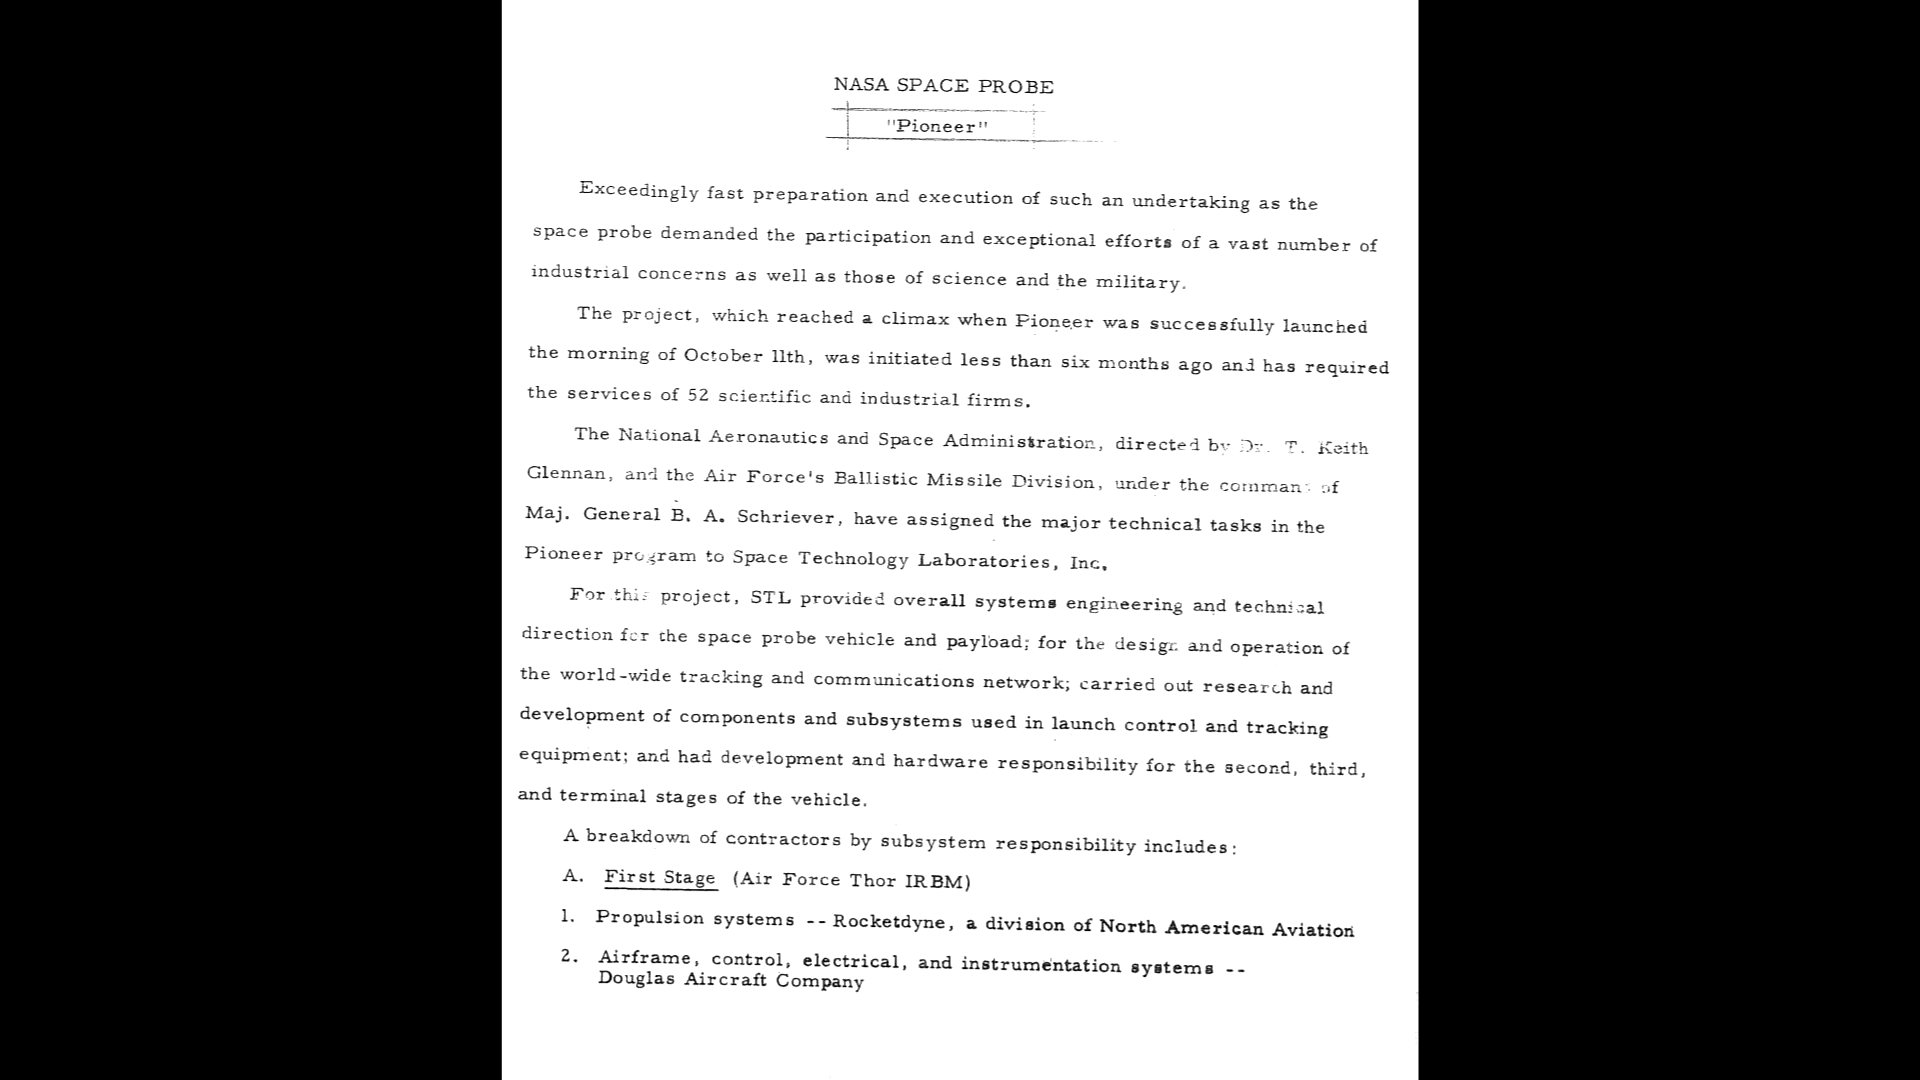 NASA SPACE PROBE
"Pioneer"
Exceedingly fast preparation and execution of such an undertaking as the
space probe demanded the participation and exceptional efforts of a vast number of
industrial concerns as well as those of science and the military.
The project, which reached a climax when Pioneer was successfully launched
the morning of October 11th, was initiated less than six months ago and has required
the services of 52 scientific and industrial firms.
The National Aeronautics and Space Administration, directed by Dr. T. Keith
Glennan, and the Air Force's Ballistic Missile Division, under the command of
Maj. General B. A. Schriever, have assigned the major technical tasks in the
Pioneer program to Space Technology Laboratories, Inc.
For this project, STL provided overall systems engineering and technical
direction for the space probe vehicle and payload; for the design and operation of
the world-wide tracking and communications network; carried out research and
development of components and subsystems used in launch control and tracking
equipment; and had development and hardware responsibility for the second, third,
and terminal stages of the vehicle.
A breakdown of contractors by subsystem responsibility includes:
A. First Stage (Air Force Thor IRBM)
1. Propulsion systems -- Rocketdyne, a division of North American Aviation
2. Airframe, control, electrical, and instrumentation systems --
Douglas Aircraft Company